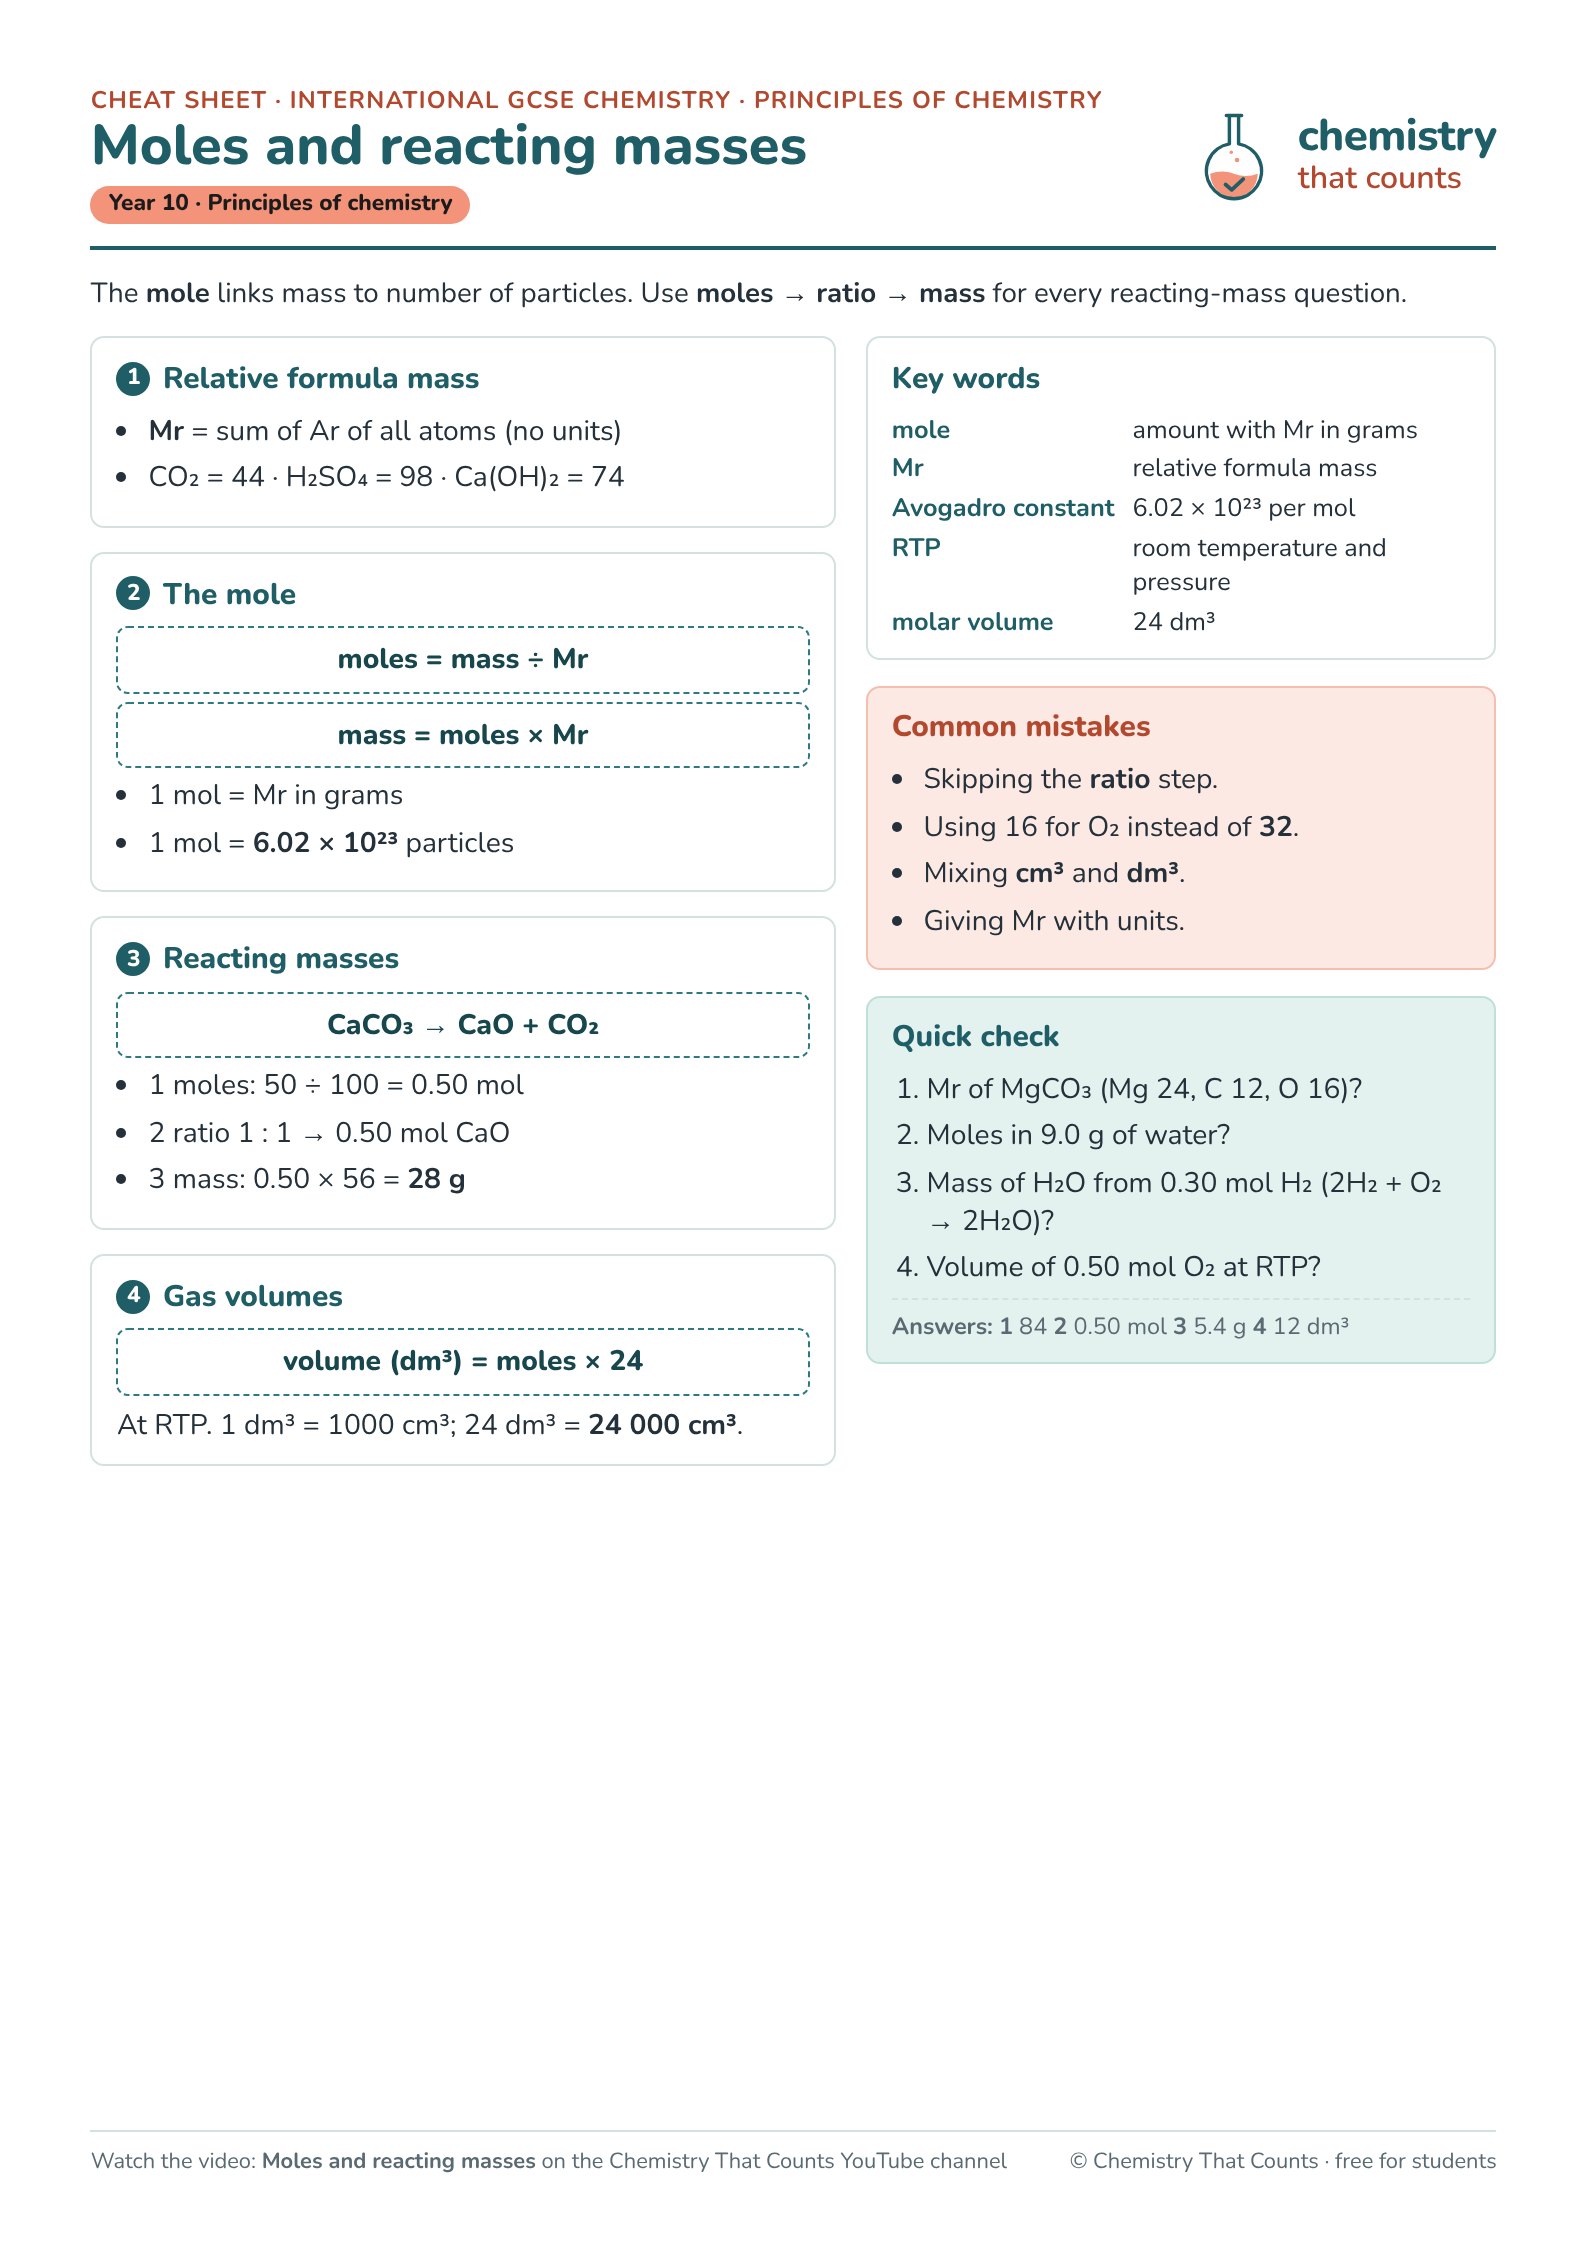 CHEAT SHEET · INTERNATIONAL GCSE CHEMISTRY · PRINCIPLES OF CHEMISTRY
Moles and reacting masses
Year 10 · Principles of chemistry
chemistry
that counts
The mole links mass to number of particles. Use moles → ratio → mass for every reacting-mass question.
1 Relative formula mass
• Mr = sum of Ar of all atoms (no units)
• CO₂ = 44 · H₂SO₄ = 98 · Ca(OH)₂ = 74
2 The mole
moles = mass ÷ Mr
mass = moles × Mr
• 1 mol = Mr in grams
• 1 mol = 6.02 × 10²³ particles
3 Reacting masses
CaCO₃ → CaO + CO₂
• 1 moles: 50 ÷ 100 = 0.50 mol
• 2 ratio 1 : 1 → 0.50 mol CaO
• 3 mass: 0.50 × 56 = 28 g
4 Gas volumes
volume (dm³) = moles × 24
At RTP. 1 dm³ = 1000 cm³; 24 dm³ = 24 000 cm³.
Key words
mole amount with Mr in grams
Mr relative formula mass
Avogadro constant 6.02 × 10²³ per mol
RTP room temperature and
pressure
molar volume 24 dm³
Common mistakes
• Skipping the ratio step.
• Using 16 for O₂ instead of 32.
• Mixing cm³ and dm³.
• Giving Mr with units.
Quick check
1. Mr of MgCO₃ (Mg 24, C 12, O 16)?
2. Moles in 9.0 g of water?
3. Mass of H₂O from 0.30 mol H₂ (2H₂ + O₂
→ 2H₂O)?
4. Volume of 0.50 mol O₂ at RTP?
Answers: 1 84 2 0.50 mol 3 5.4 g 4 12 dm³
Watch the video: Moles and reacting masses on the Chemistry That Counts YouTube channel
© Chemistry That Counts · free for students